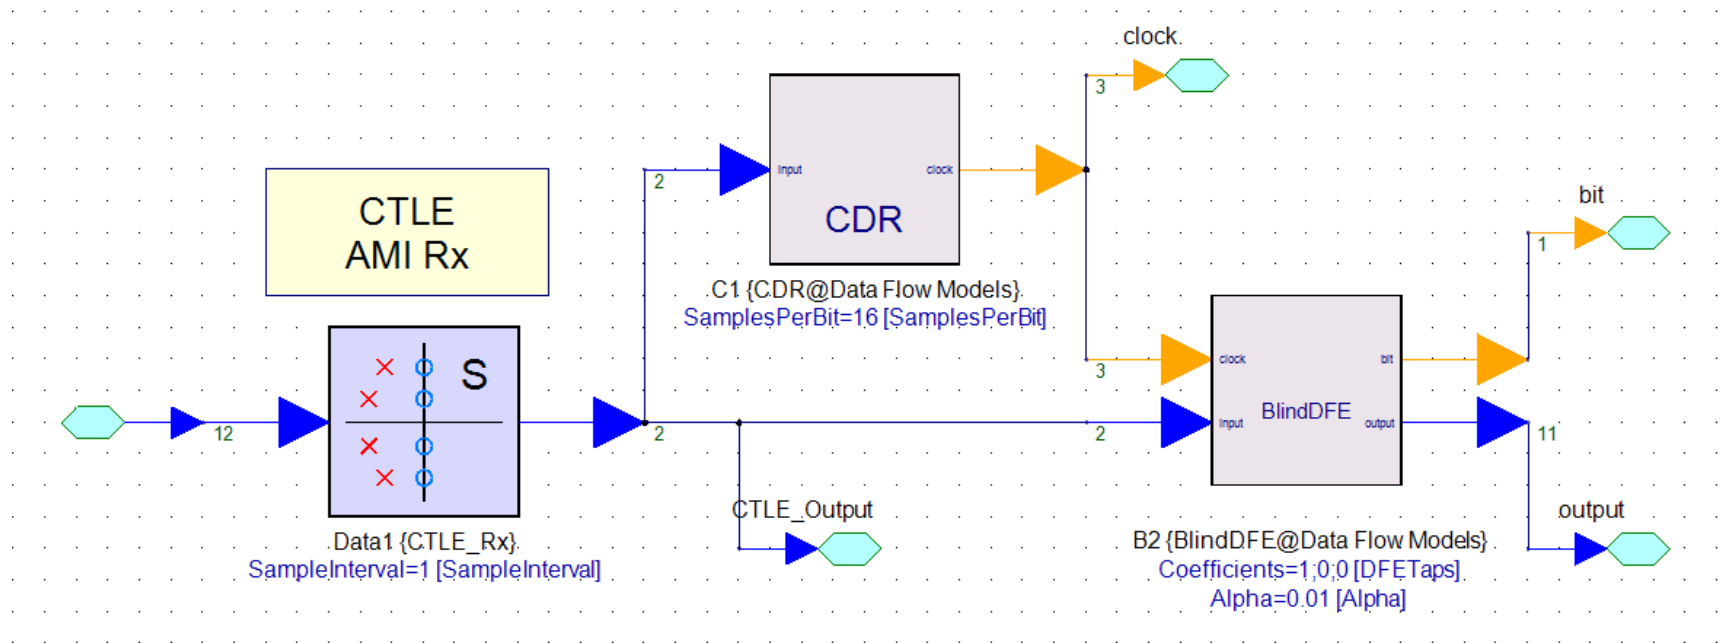 clock
3
CTLE
AMI Rx
2
input
clock
CDR
C1 {CDR@Data Flow Models}
SamplesPerBit=16 [SamplesPerBit]
bit
1
S
12
2
Data1 {CTLE_Rx}
SampleInterval=1 [SampleInterval]
CTLE_Output
3
2
clock
bit
BlindDFE
input
output
11
output
B2 {BlindDFE@Data Flow Models}
Coefficients=1;0;0 [DFETaps]
Alpha=0.01 [Alpha]